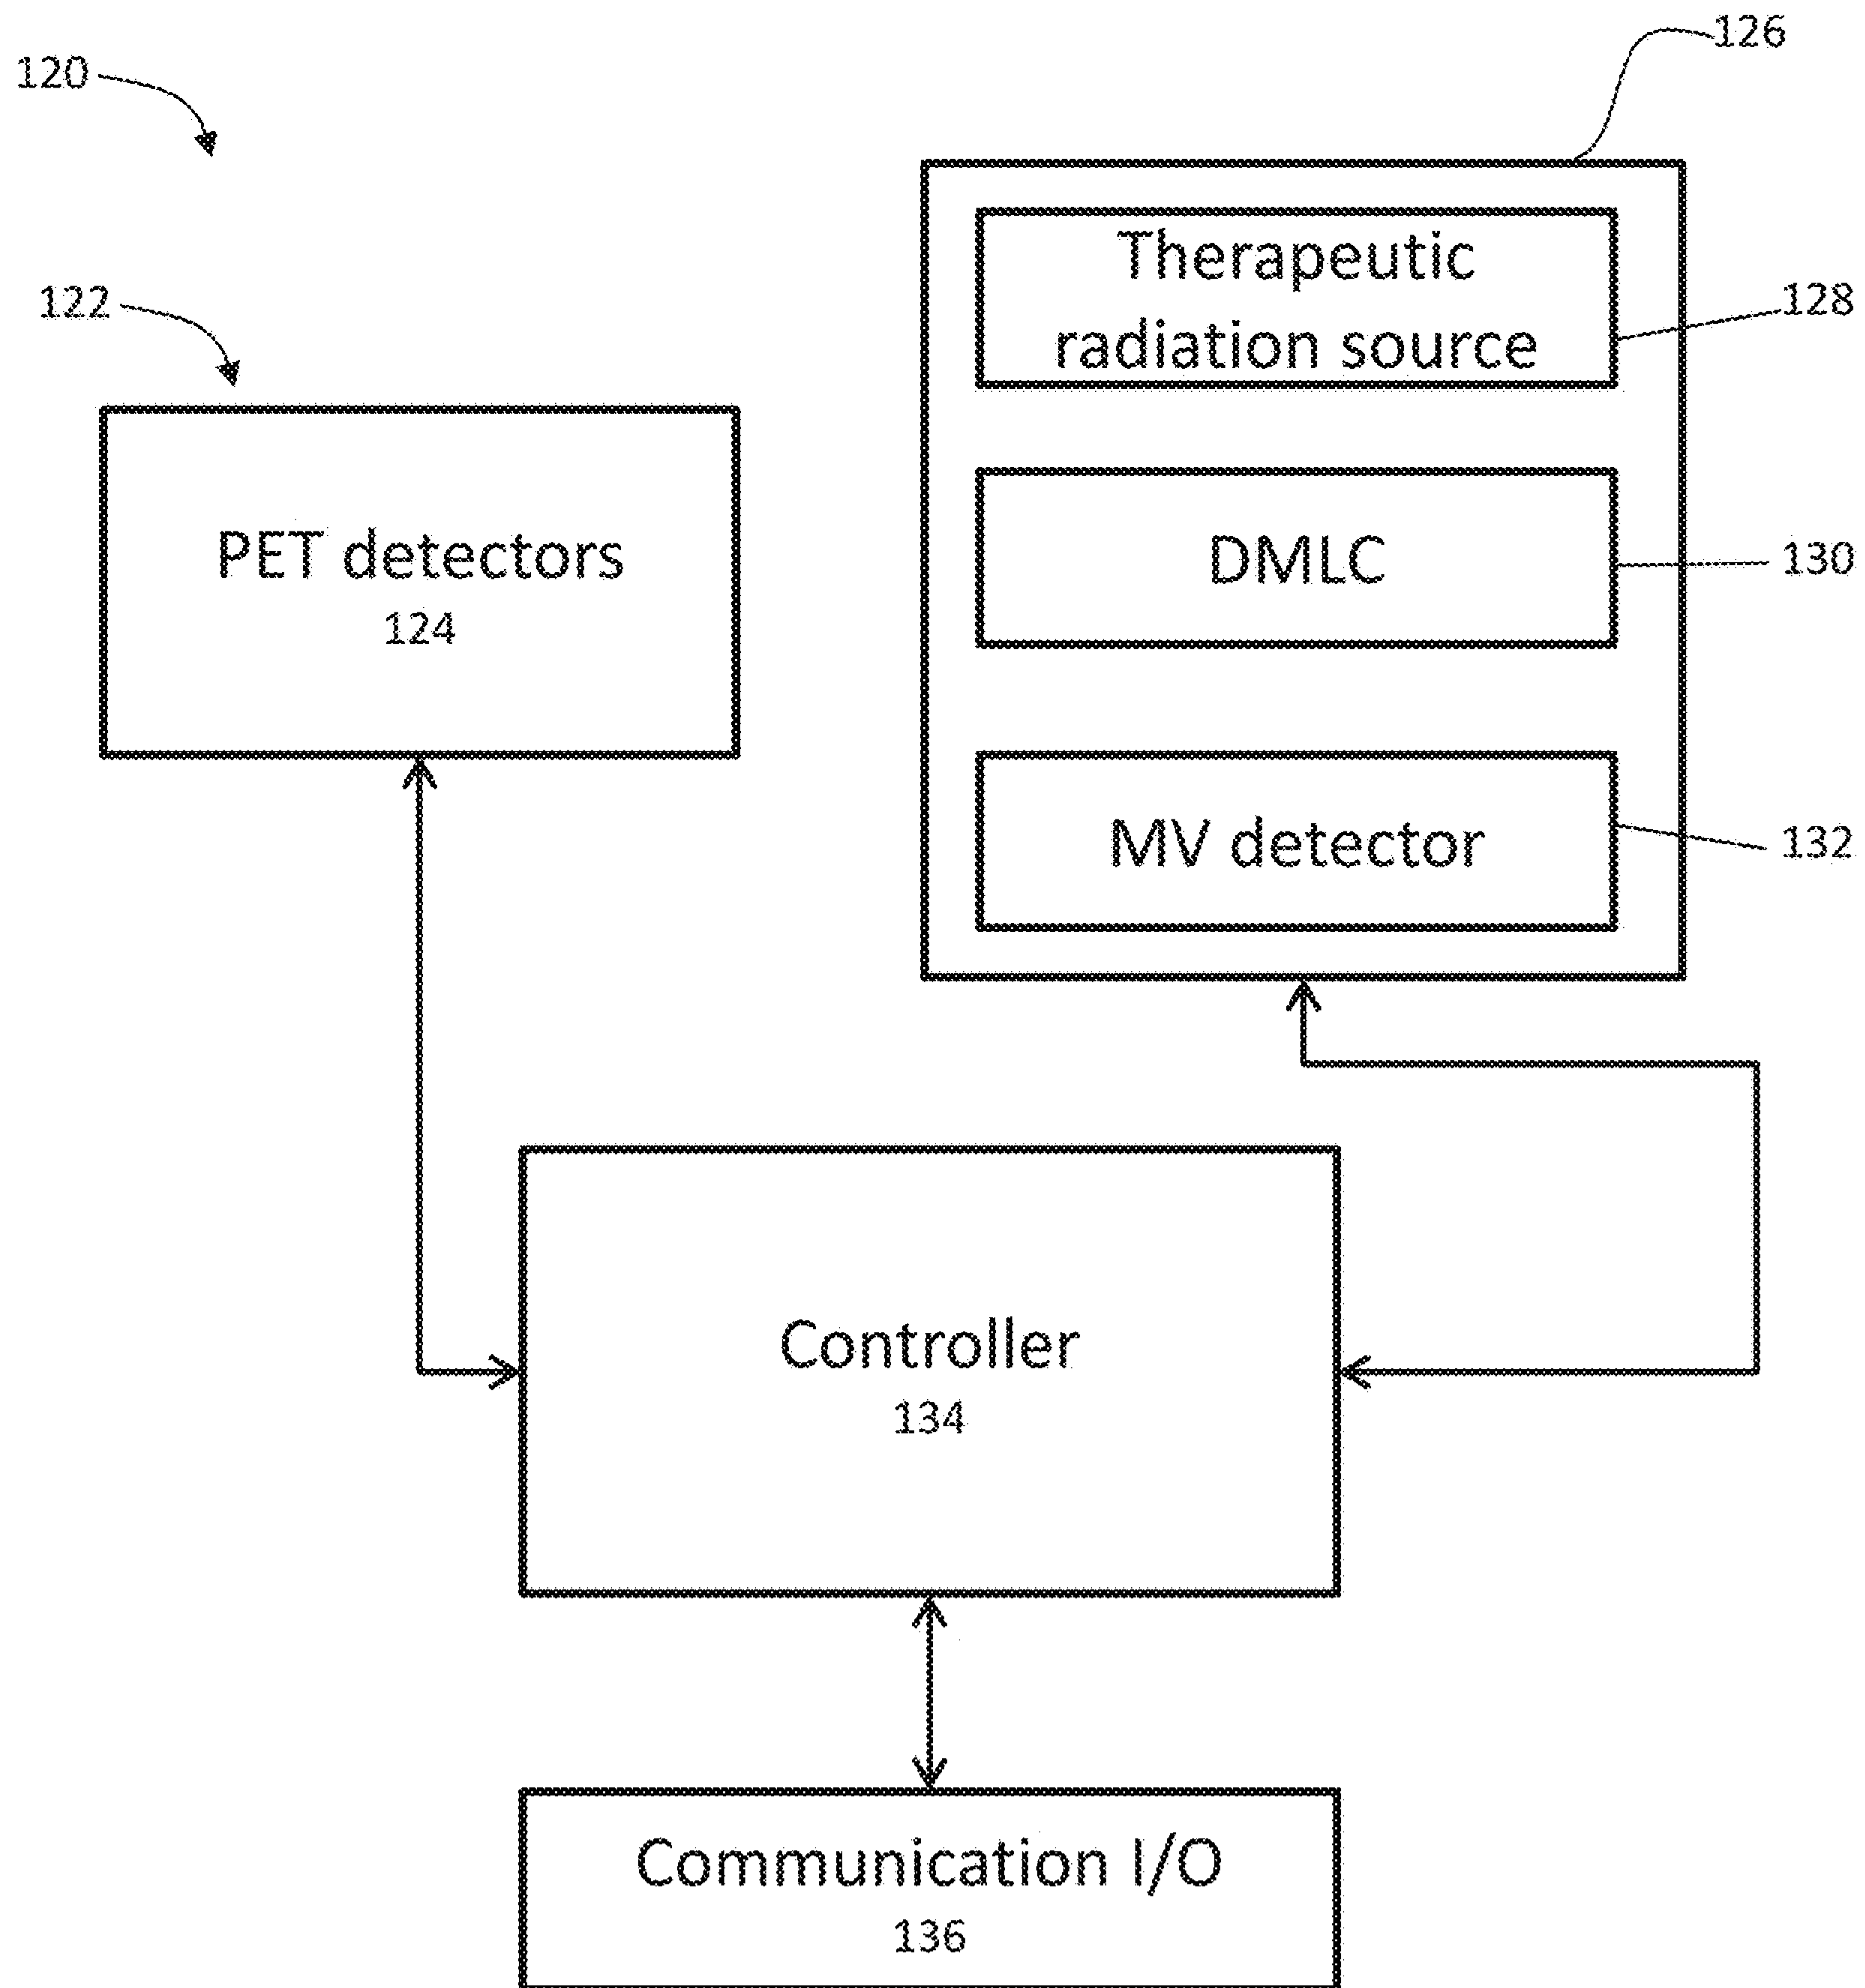 126
120
Therapeutic
radiation source
128
122
PET detectors
124
DMLC
130
MV detector
132
Controller
134
Communication I/O
136